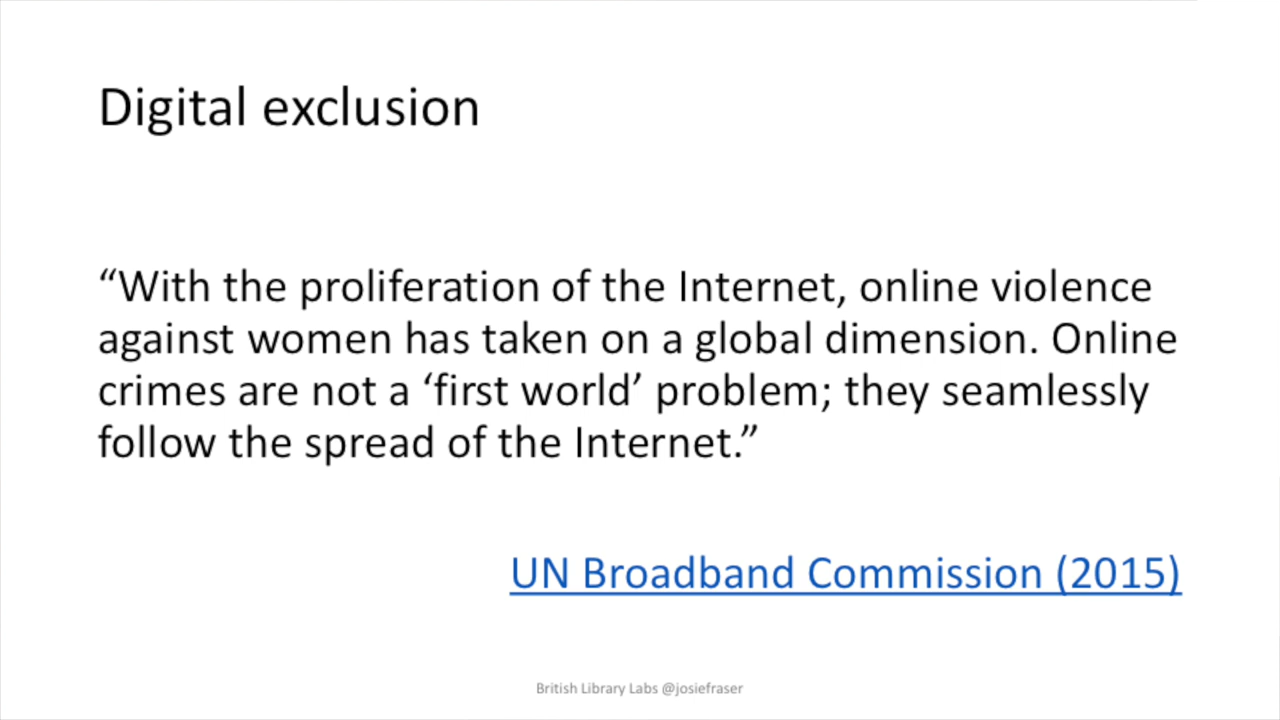 Digital exclusion
“With the proliferation of the Internet, online violence
against women has taken on a global dimension. Online
crimes are not a ‘first world’ problem; they seamlessly
follow the spread of the Internet.”
UN Broadband Commission (2015)
British Library Labs @josiefraser